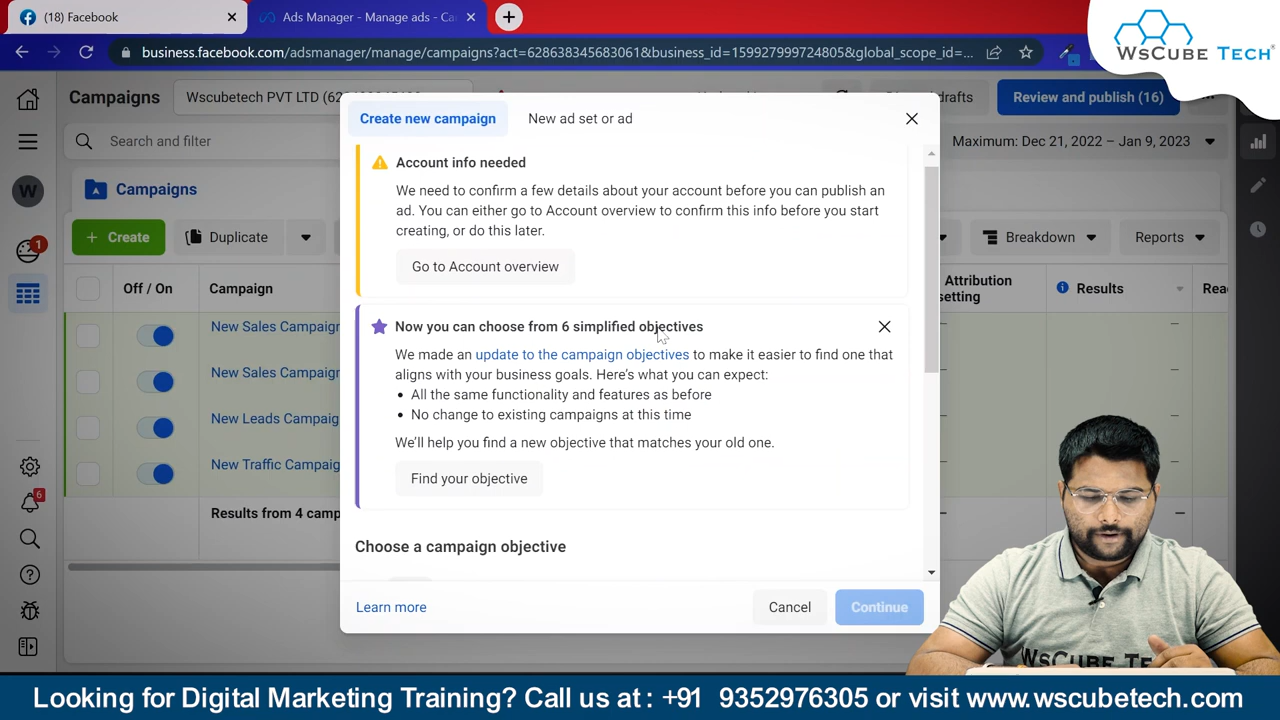 (18) Facebook
Ads Manager - Manage ads - Ca
business.facebook.com/adsmanager/manage/campaigns?act=628638345683061&business_id=159927999724805&global_scope_id=...
WSCUBE TECH
Campaigns
Wscubetech PVT LTD
drafts
Review and publish (16)
Search and filter
Maximum: Dec 21, 2022 – Jan 9, 2023
W
Campaigns
Create new campaign
New ad set or ad
Account info needed
We need to confirm a few details about your account before you can publish an
ad. You can either go to Account overview to confirm this info before you start
creating, or do this later.
Go to Account overview
+ Create
Duplicate
Breakdown
Reports
1
Off / On
Campaign
Attribution
setting
Results
Rea
New Sales Campaign
New Sales Campaign
New Leads Campaig
New Traffic Campaig
Results from 4 camp
Now you can choose from 6 simplified objectives
We made an update to the campaign objectives to make it easier to find one that
aligns with your business goals. Here's what you can expect:
• All the same functionality and features as before
• No change to existing campaigns at this time
We'll help you find a new objective that matches your old one.
Find your objective
Choose a campaign objective
6
Learn more
Cancel
Continue
WSCUBE TE
Looking for Digital Marketing Training? Call us at : +91 9352976305 or visit www.wscubetech.com